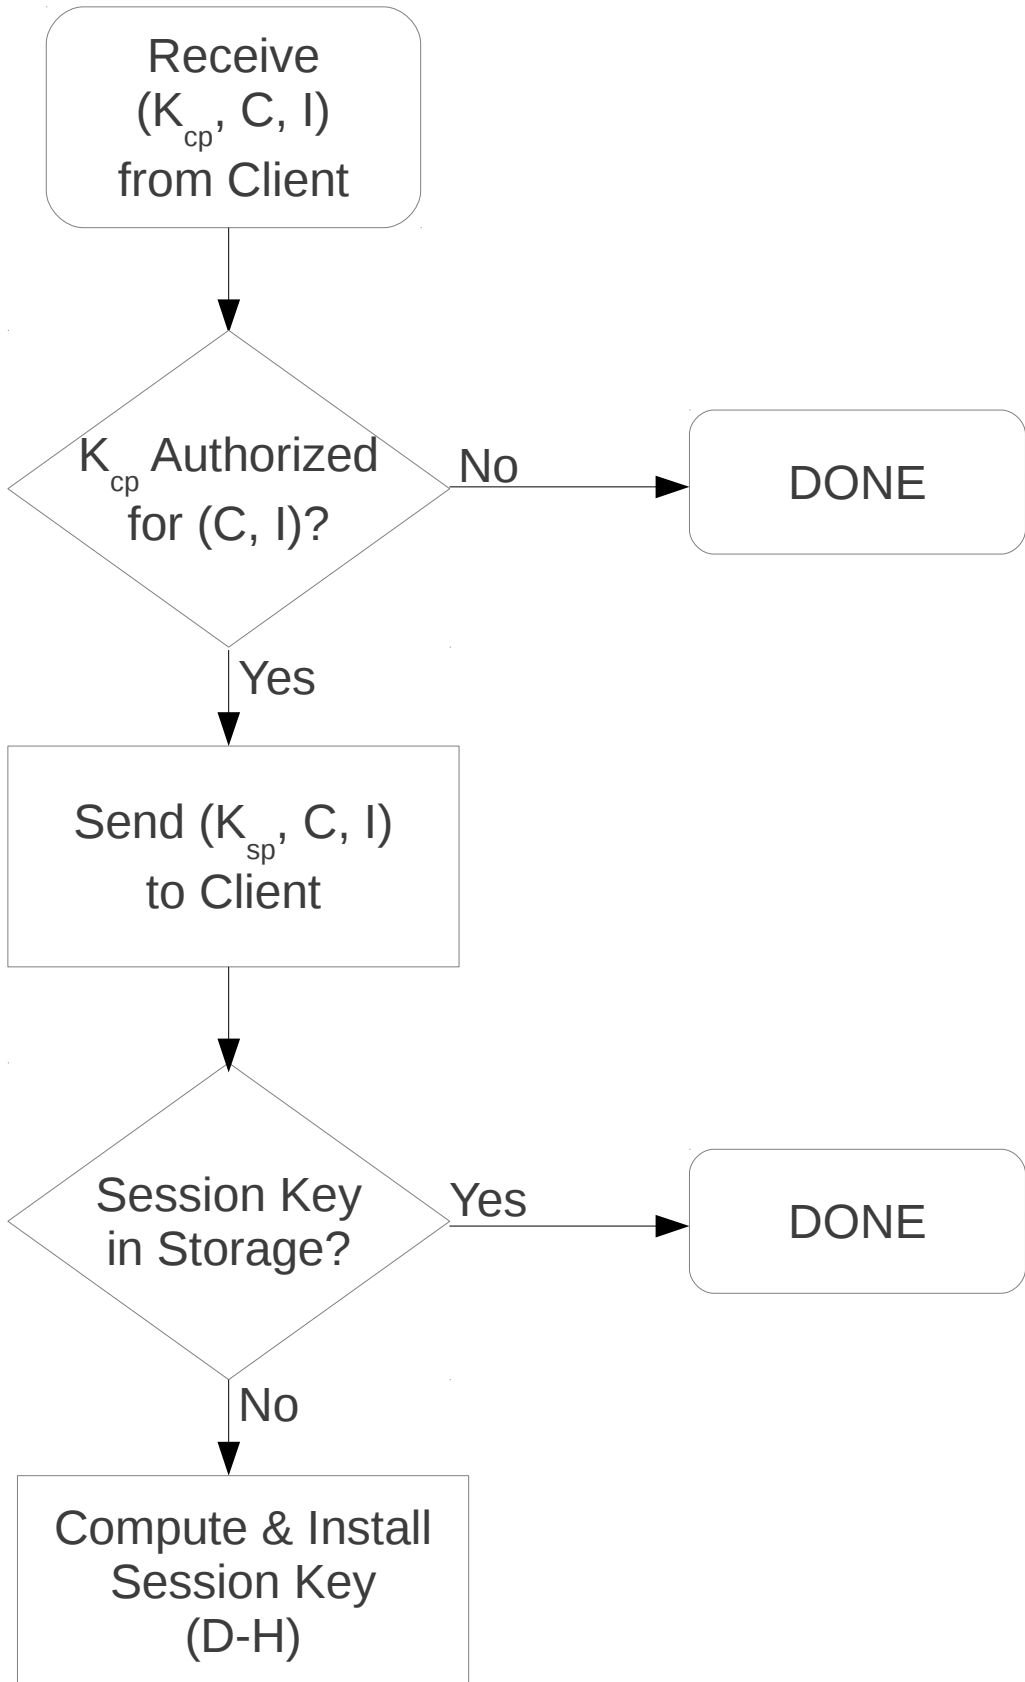 Receive
(Kcp, C, I)
from Client
Kcp Authorized
for (C, I)?
No
DONE
Yes
Send (Ksp, C, I)
to Client
Session Key
in Storage?
Yes
DONE
No
Compute & Install
Session Key
(D-H)